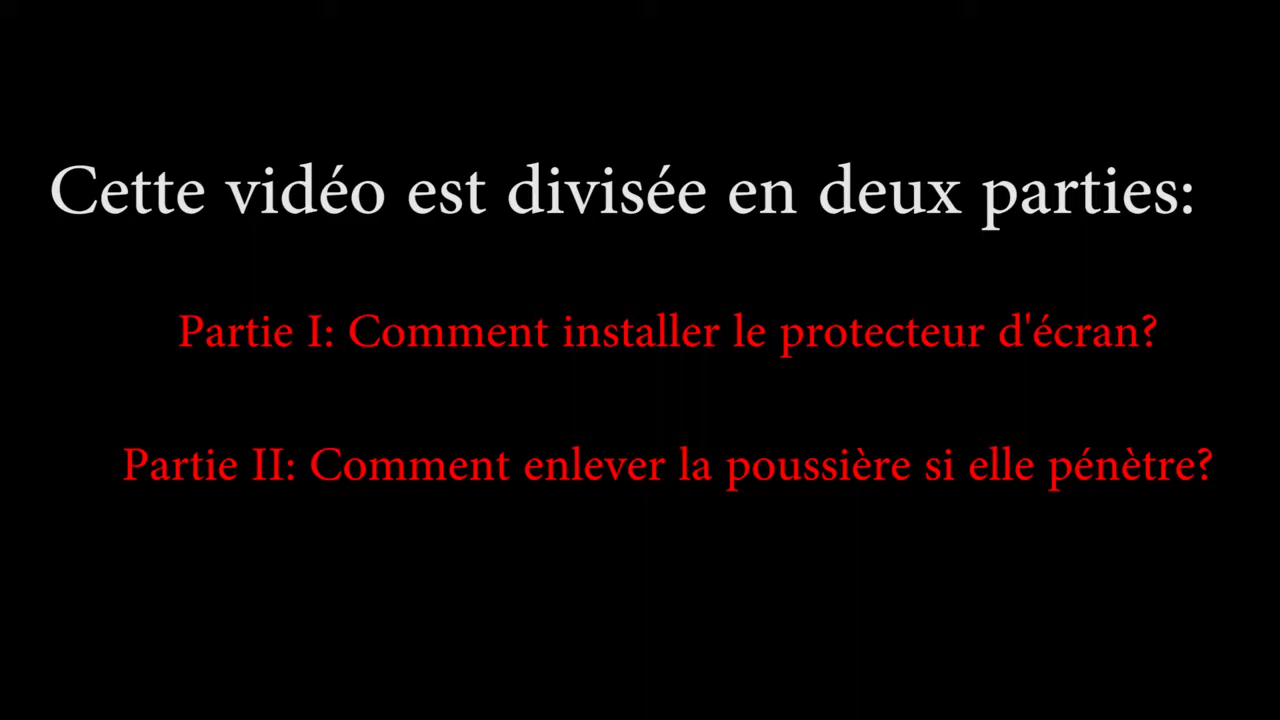 Cette vidéo est divisée en deux parties:
Partie I: Comment installer le protecteur d'écran?
Partie II: Comment enlever la poussière si elle pénètre?